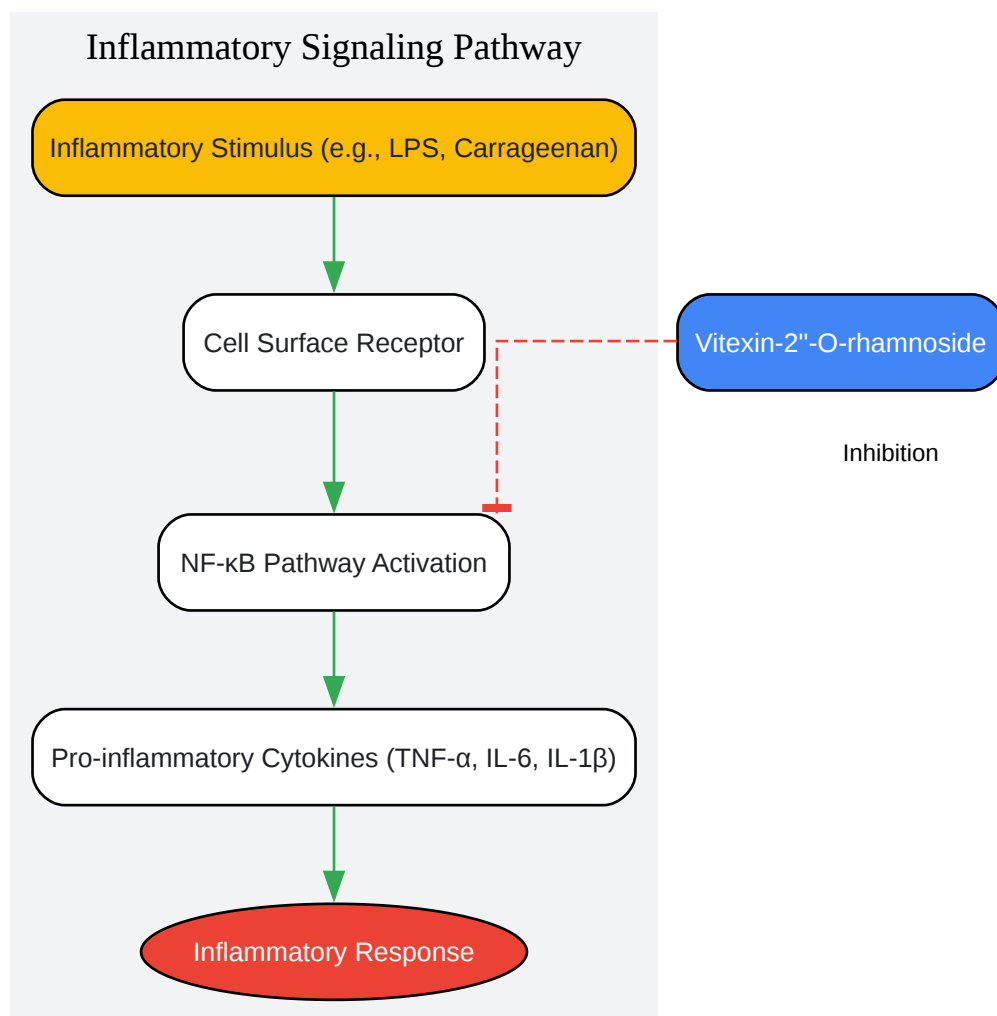 Inflammatory Signaling Pathway
Inflammatory Stimulus (e.g., LPS, Carrageenan)
Cell Surface Receptor
Vitexin-2"-O-rhamnoside
Inhibition
NF-κB Pathway Activation
Pro-inflammatory Cytokines (TNF-α, IL-6, IL-1β)
Inflammatory Response